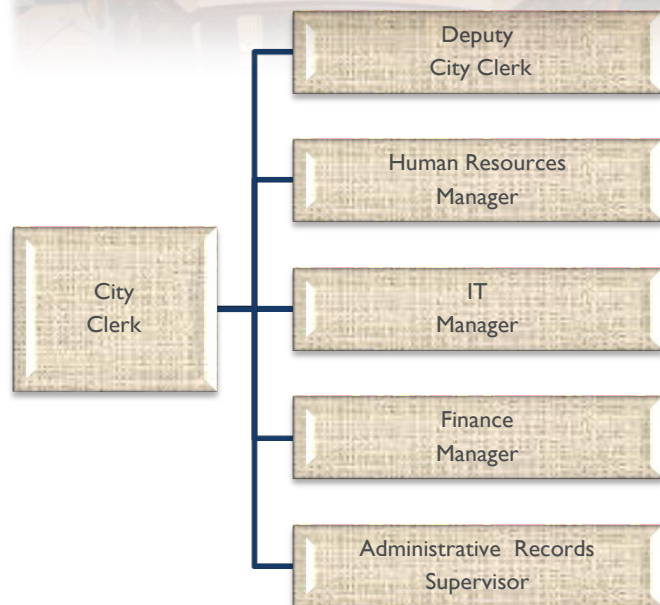 Deputy
City Clerk
Human Resources
Manager
City
Clerk
IT
Manager
Finance
Manager
Administrative Records
Supervisor